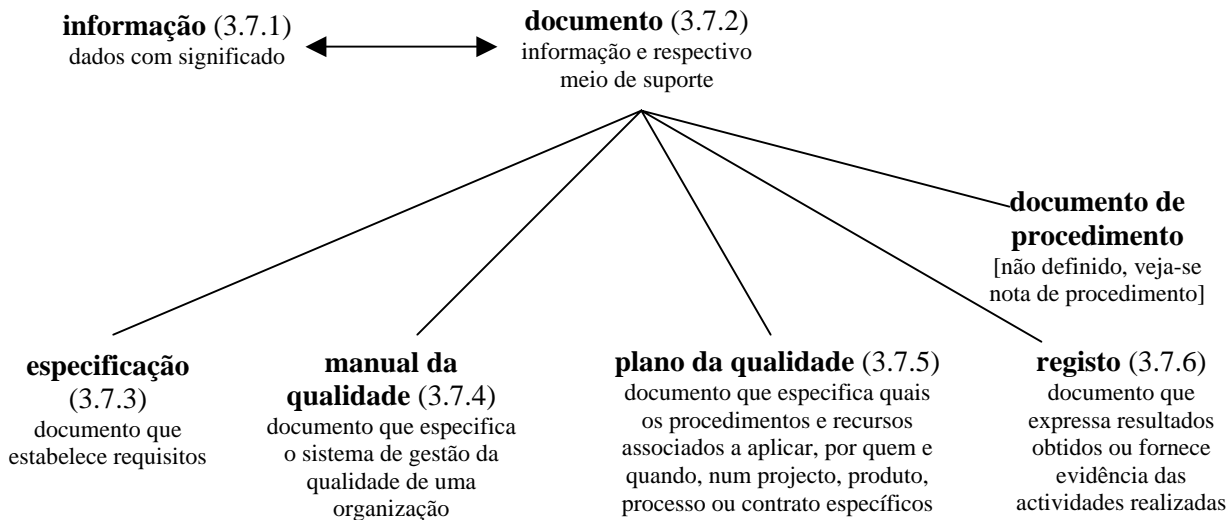 informação (3.7.1)
dados com significado
documento (3.7.2)
informação e respectivo
meio de suporte
documento de
procedimento
[não definido, veja-se
nota de procedimento]
especificação
(3.7.3)
documento que
estabelece requisitos
manual da
qualidade (3.7.4)
documento que especifica
o sistema de gestão da
qualidade de uma
organização
plano da qualidade (3.7.5)
documento que especifica quais
os procedimentos e recursos
associados a aplicar, por quem e
quando, num projecto, produto,
processo ou contrato específicos
registo (3.7.6)
documento que
expressa resultados
obtidos ou fornece
evidência das
actividades realizadas